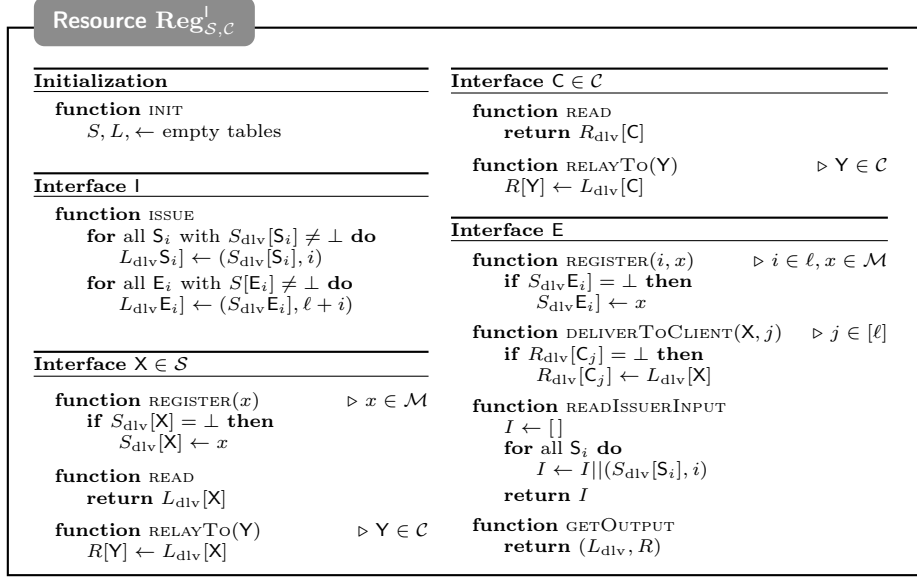 Resource Reg^I_{S,C}
Initialization
function INIT
S, L, ← empty tables
Interface I
function ISSUE
for all S_i with S_dlv[S_i] ≠ ⊥ do
L_dlv S_i] ← (S_dlv[S_i], i)
for all E_i with S[E_i] ≠ ⊥ do
L_dlv E_i] ← (S_dlv E_i], ℓ + i)
Interface X ∈ S
function REGISTER(x) ▷ x ∈ M
if S_dlv[X] = ⊥ then
S_dlv[X] ← x
function READ
return L_dlv[X]
function RELAYTO(Y) ▷ Y ∈ C
R[Y] ← L_dlv[X]
Interface C ∈ C
function READ
return R_dlv[C]
function RELAYTO(Y) ▷ Y ∈ C
R[Y] ← L_dlv[C]
Interface E
function REGISTER(i, x) ▷ i ∈ ℓ, x ∈ M
if S_dlv E_i] = ⊥ then
S_dlv E_i] ← x
function DELIVERTOCLIENT(X, j) ▷ j ∈ [ℓ]
if R_dlv[C_j] = ⊥ then
R_dlv[C_j] ← L_dlv[X]
function READISSUERINPUT
I ← [ ]
for all S_i do
I ← I||(S_dlv[S_i], i)
return I
function GETOUTPUT
return (L_dlv, R)